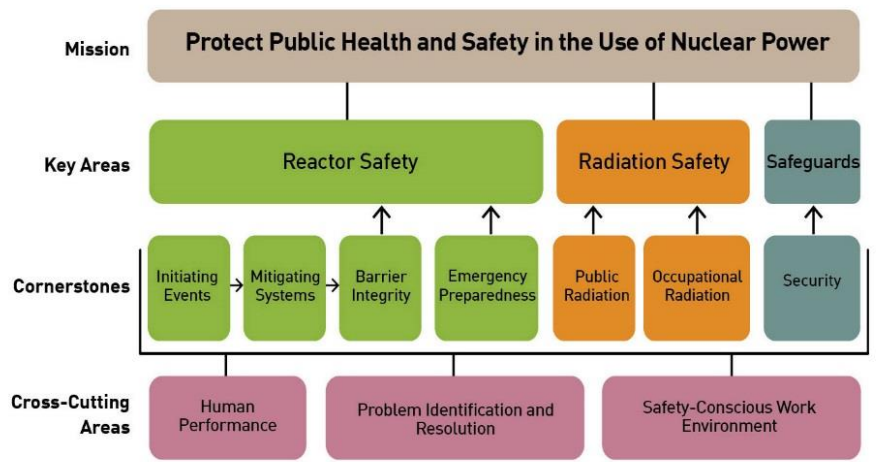 Mission
Protect Public Health and Safety in the Use of Nuclear Power
Key Areas
Reactor Safety
Radiation Safety
Safeguards
Cornerstones
Initiating
Events
Mitigating
Systems
Barrier
Integrity
Emergency
Preparedness
Public
Radiation
Occupational
Radiation
Security
Cross-Cutting
Areas
Human
Performance
Problem Identification and
Resolution
Safety-Conscious Work
Environment